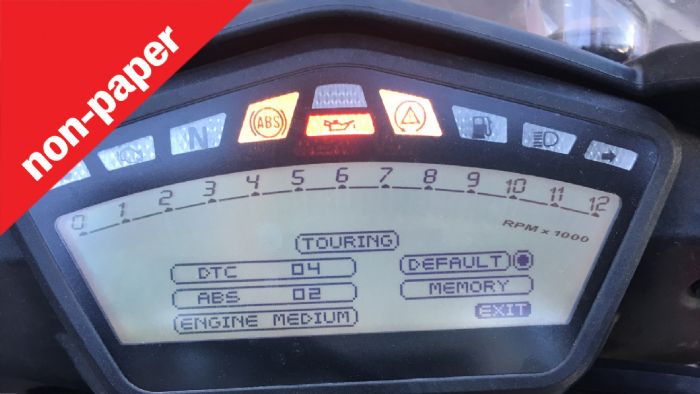 non-paper
N
ABS
0 1 2 3 4 5 6 7 8 9 10 11 12
RPM x 1000
TOURING
DTC 04
DEFAULT
ABS 02
MEMORY
ENGINE MEDIUM
EXIT